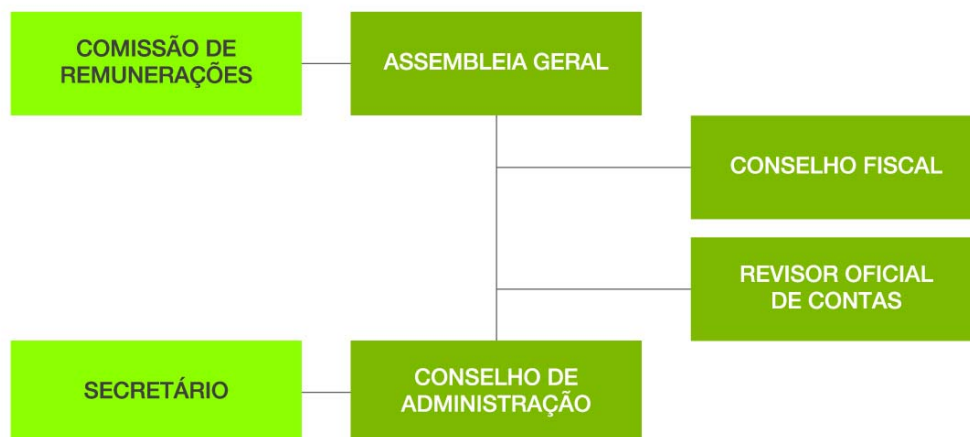 COMISSÃO DE
REMUNERAÇÕES
ASSEMBLEIA GERAL
CONSELHO FISCAL
REVISOR OFICIAL
DE CONTAS
SECRETÁRIO
CONSELHO DE
ADMINISTRAÇÃO